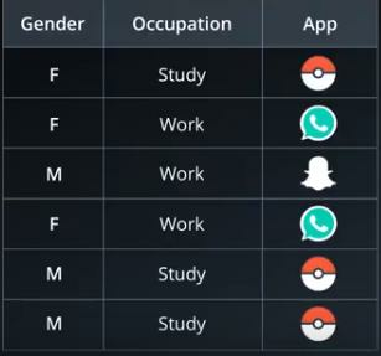 Gender Occupation App
F Study
F Work
M Work
F Work
M Study
M Study